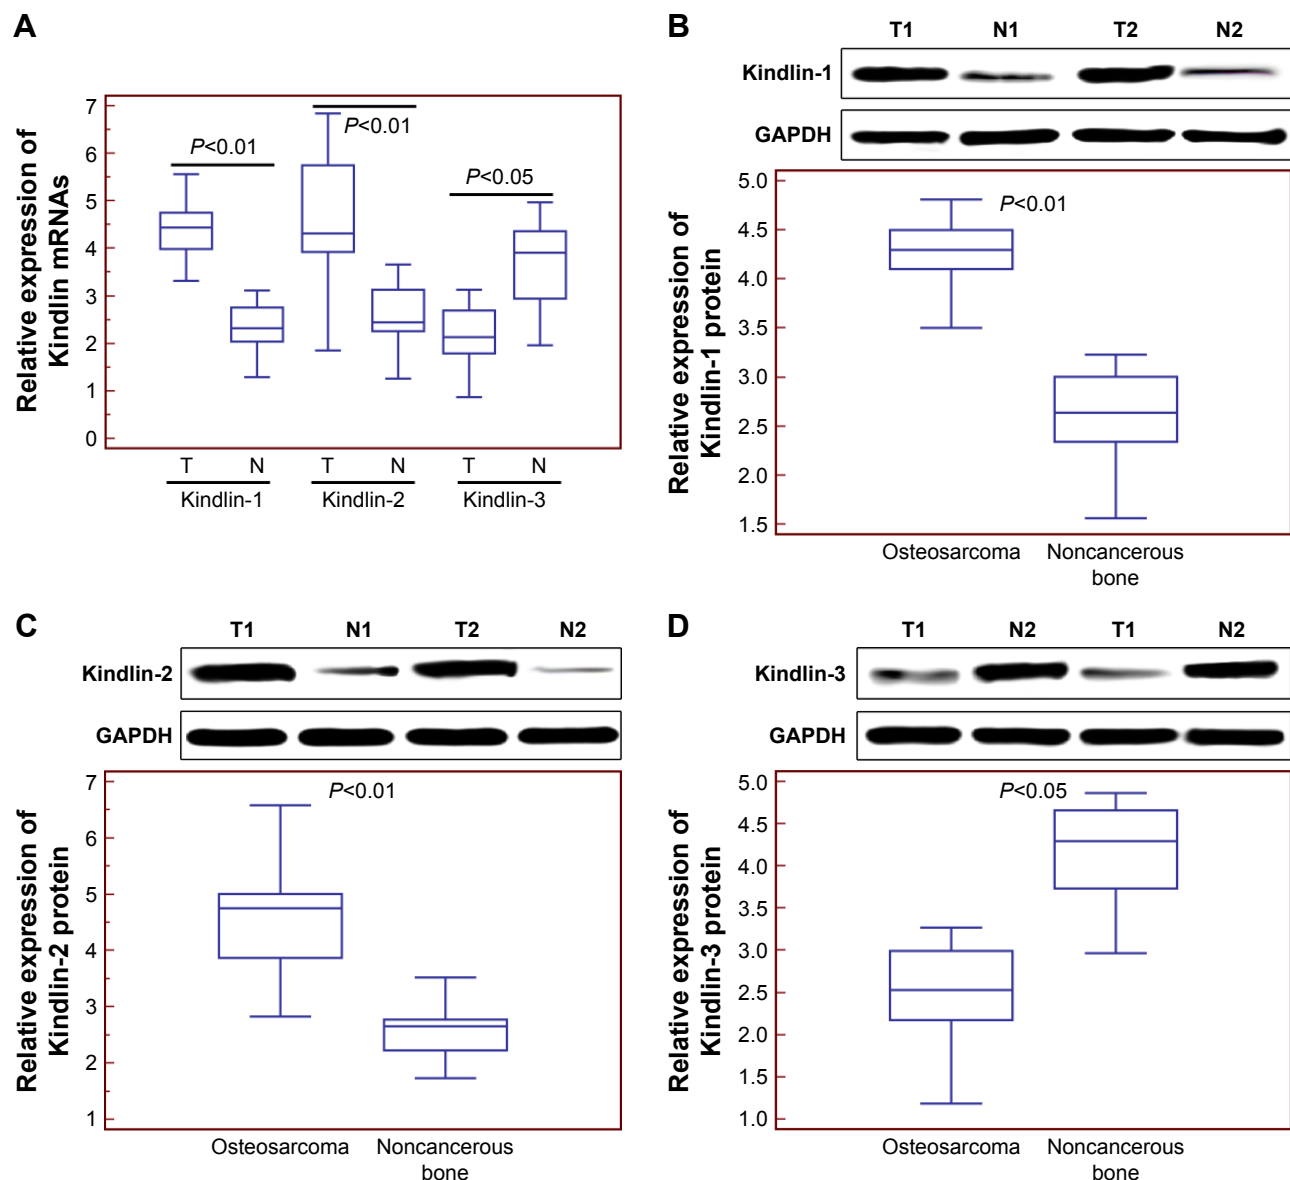 A
Relative expression of
Kindlin mRNAs
7
6
5
4
3
2
1
0
P<0.01
P<0.01
P<0.05
T N T N T N
Kindlin-1 Kindlin-2 Kindlin-3
B
T1 N1 T2 N2
Kindlin-1
GAPDH
Relative expression of
Kindlin-1 protein
5.0
4.5
4.0
3.5
3.0
2.5
2.0
1.5
P<0.01
Osteosarcoma Noncancerous
bone
C
T1 N1 T2 N2
Kindlin-2
GAPDH
Relative expression of
Kindlin-2 protein
7
6
5
4
3
2
1
P<0.01
Osteosarcoma Noncancerous
bone
D
T1 N2 T1 N2
Kindlin-3
GAPDH
Relative expression of
Kindlin-3 protein
5.0
4.5
4.0
3.5
3.0
2.5
2.0
1.5
1.0
P<0.05
Osteosarcoma Noncancerous
bone